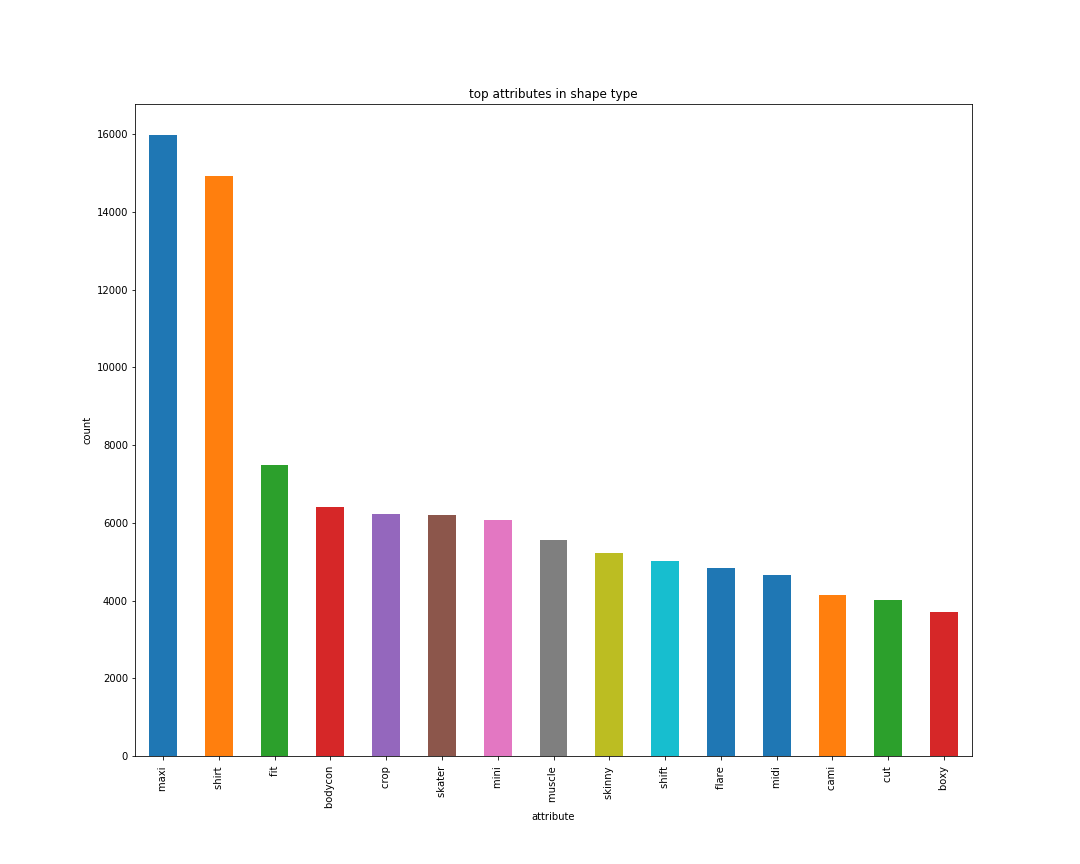 top attributes in shape type
16000
14000
12000
10000
8000
6000
4000
2000
0
count
maxi
shirt
fit
bodycon
crop
skater
mini
muscle
skinny
shift
flare
midi
cami
cut
boxy
attribute